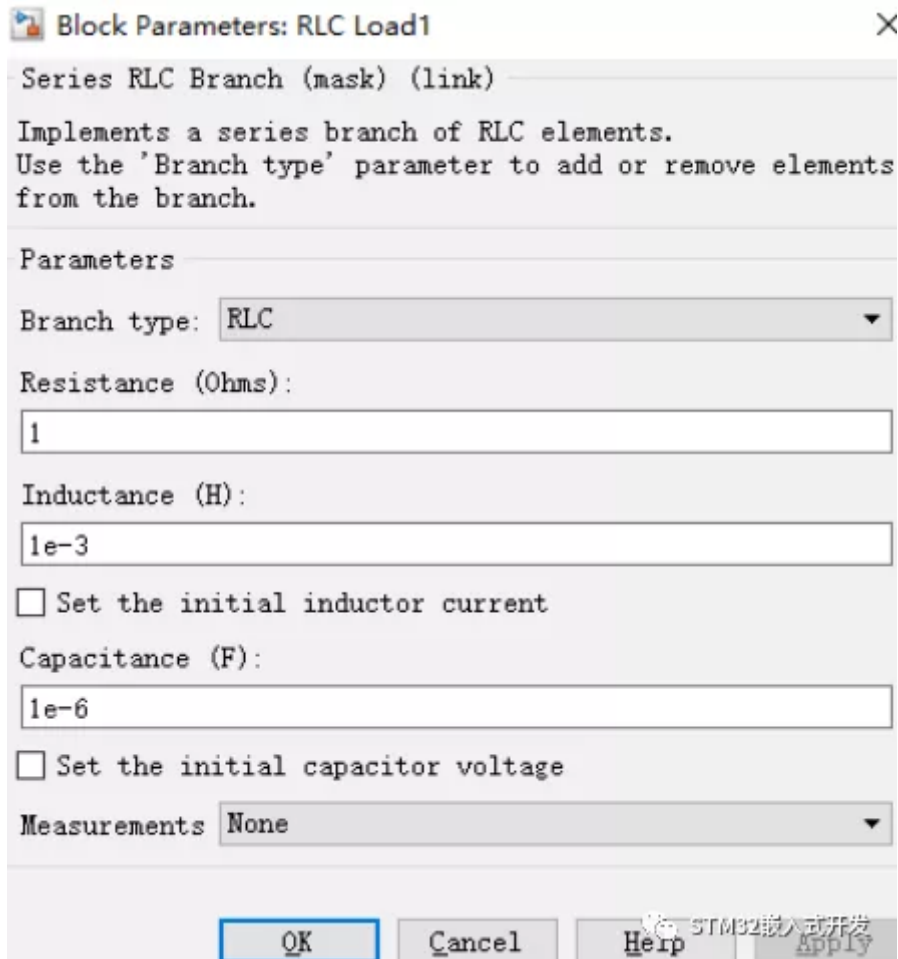 Block Parameters: RLC Load1
Series RLC Branch (mask) (link)
Implements a series branch of RLC elements.
Use the 'Branch type' parameter to add or remove elements
from the branch.
Parameters
Branch type: RLC
Resistance (Ohms):
1
Inductance (H):
1e-3
Set the initial inductor current
Capacitance (F):
1e-6
Set the initial capacitor voltage
Measurements None
OK Cancel Help Apply
STM32嵌入式开发